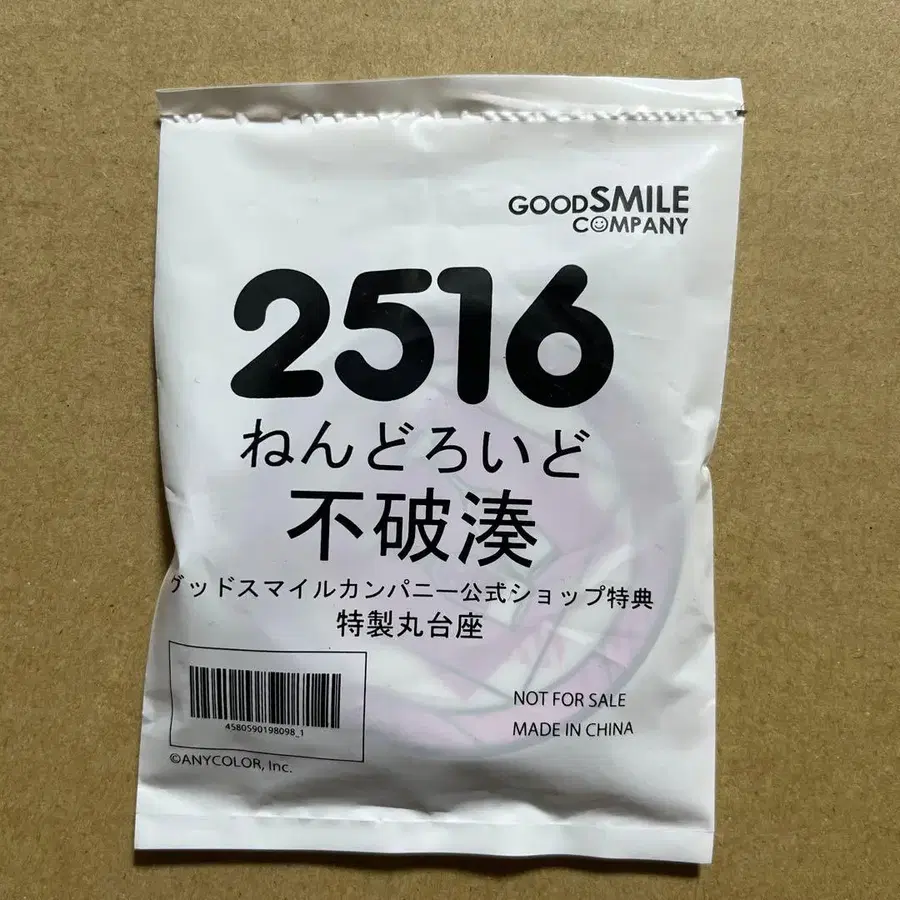 GOODSMILE
COMPANY
2516
ねんどろいど
不破湊
グッドスマイルカンパニー公式ショップ特典
特製丸台座
4580590198098_1
NOT FOR SALE
MADE IN CHINA
©ANYCOLOR, Inc.